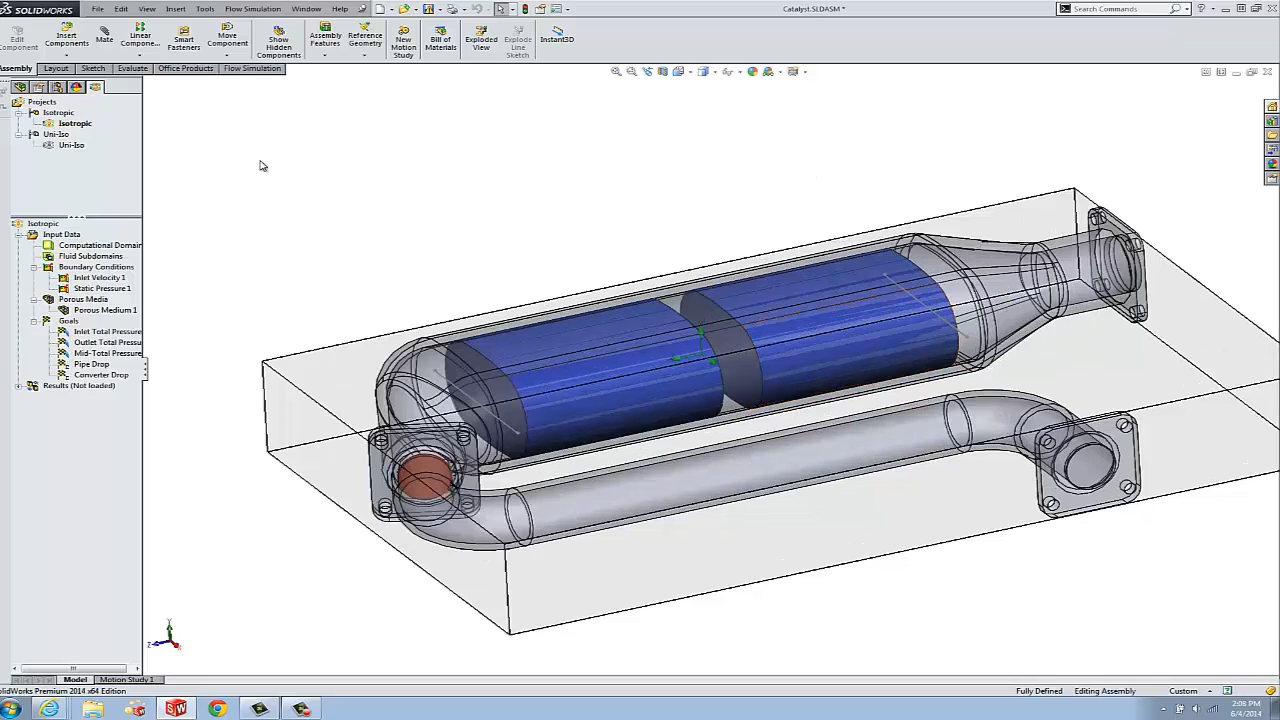 SOLIDWORKS File Edit View Insert Tools Flow Simulation Window Help Catalyst.SLDASM * Search Commands
Edit Component
Insert Components
Mate
Linear Compone...
Smart Fasteners
Move Component
Show Hidden Components
Assembly Features
Reference Geometry
New Motion Study
Bill of Materials
Exploded View
Explode Line Sketch
Instant3D
Assembly Layout Sketch Evaluate Office Products Flow Simulation
Projects
Isotropic
Isotropic
Uni-Iso
Uni-Iso
Isotropic
Input Data
Computational Domain
Fluid Subdomains
Boundary Conditions
Inlet Velocity 1
Static Pressure 1
Porous Media
Porous Medium 1
Goals
Inlet Total Pressure
Outlet Total Pressu
Mid-Total Pressure
Pipe Drop
Converter Drop
Results (Not loaded)
Y
Z
X
Model Motion Study 1
SolidWorks Premium 2014 x64 Edition Fully Defined Editing Assembly Custom
SW
2:08 PM
6/4/2014